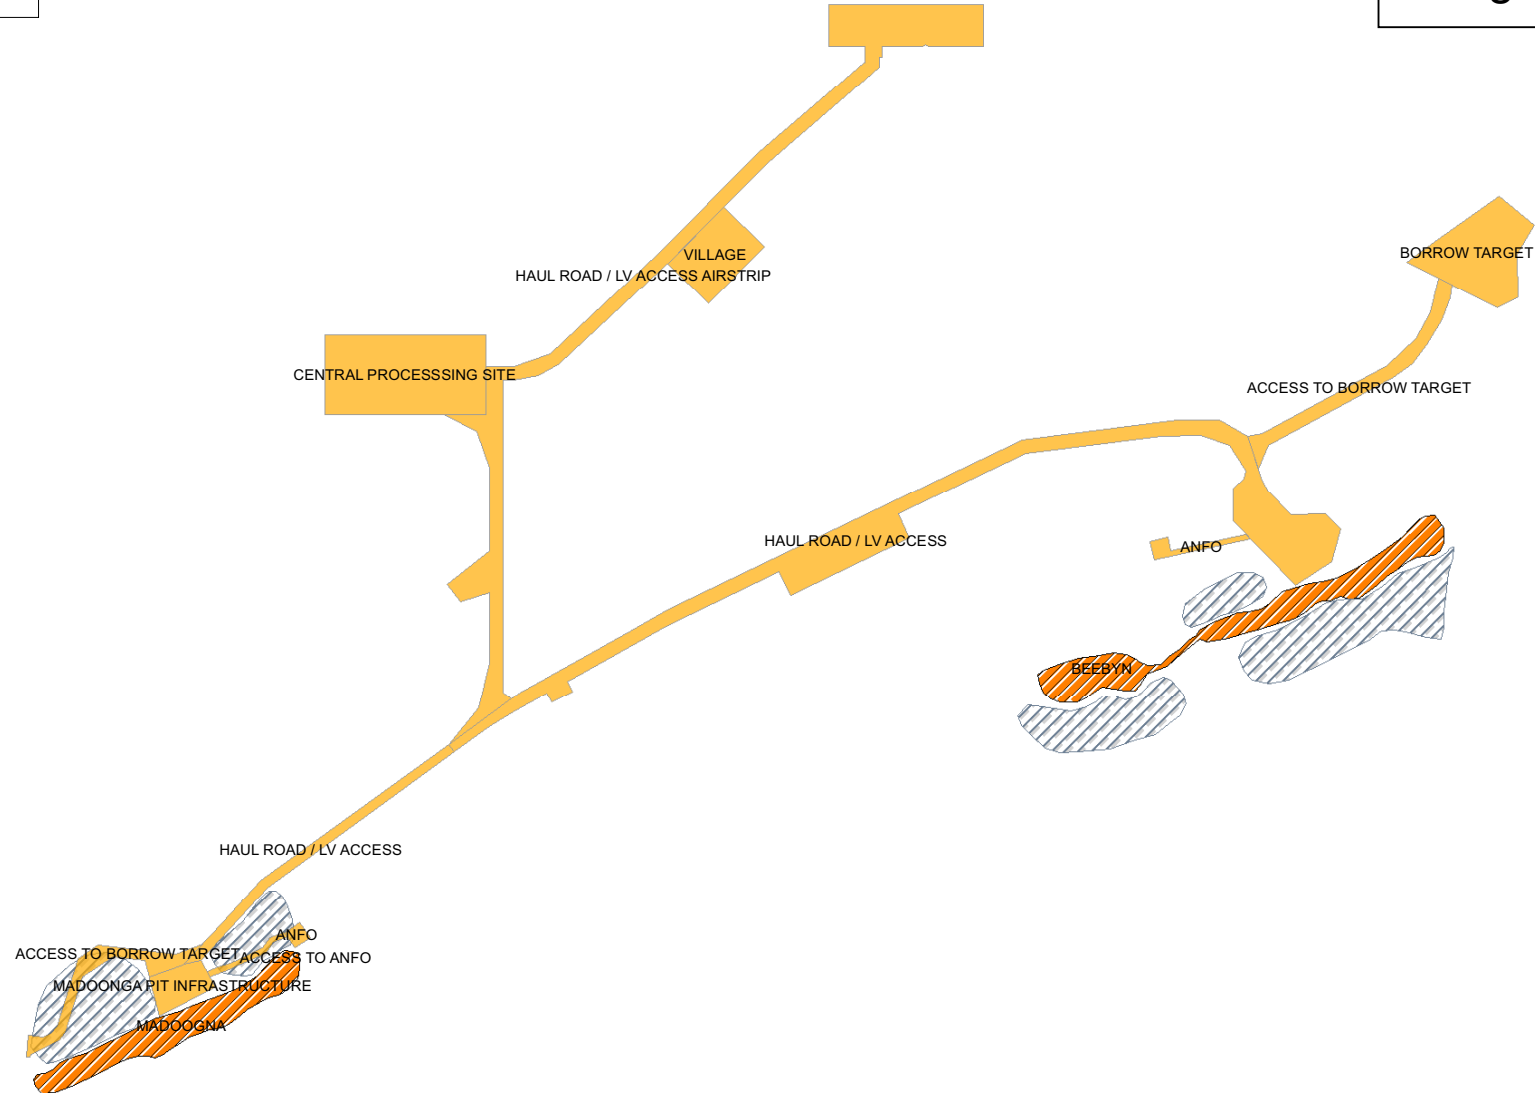 VILLAGE
HAUL ROAD / LV ACCESS AIRSTRIP
BORROW TARGET
CENTRAL PROCESSSING SITE
ACCESS TO BORROW TARGET
HAUL ROAD / LV ACCESS
ANFO
BEEBYN
HAUL ROAD / LV ACCESS
ANFO
ACCESS TO BORROW TARGET
ACCESS TO ANFO
MADOONGA PIT INFRASTRUCTURE
MADOOGNA